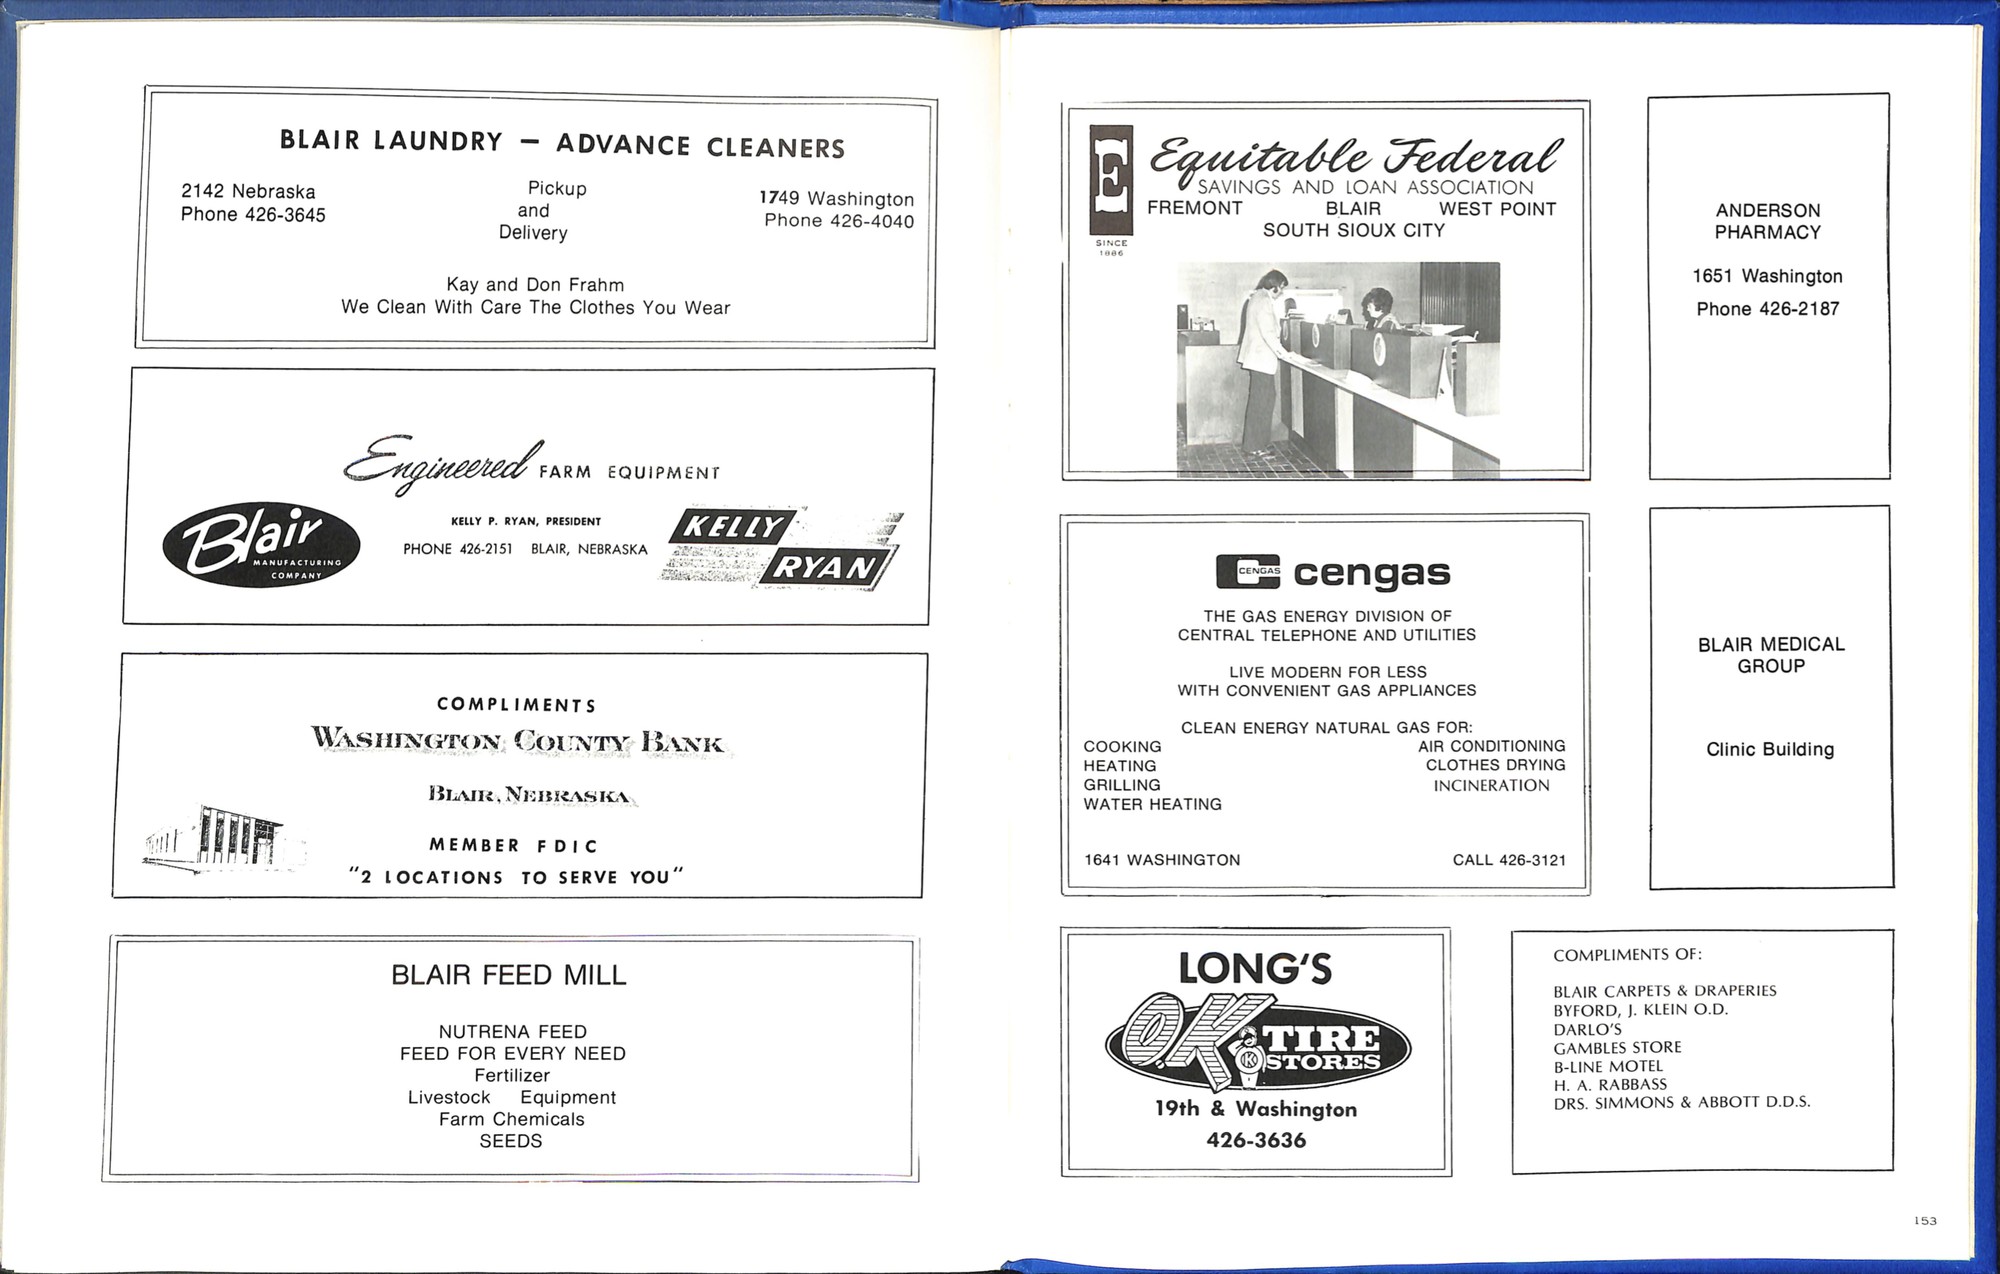 BLAIR LAUNDRY — ADVANCE CLEANERS
2142 Nebraska
Phone 426-3645
Pickup
and
Delivery
1749 Washington
Phone 426-4040
Kay and Don Frahm
We Clean With Care The Clothes You Wear
Engineered FARM EQUIPMENT
Blair
MANUFACTURING
COMPANY
KELLY P. RYAN, PRESIDENT
PHONE 426-2151 BLAIR, NEBRASKA
KELLY
RYAN
COMPLIMENTS
WASHINGTON COUNTY BANK
BLAIR, NEBRASKA
MEMBER FDIC
"2 LOCATIONS TO SERVE YOU"
BLAIR FEED MILL
NUTRENA FEED
FEED FOR EVERY NEED
Fertilizer
Livestock Equipment
Farm Chemicals
SEEDS
E
SINCE
1886
Equitable Federal
SAVINGS AND LOAN ASSOCIATION
FREMONT BLAIR WEST POINT
SOUTH SIOUX CITY
ANDERSON
PHARMACY
1651 Washington
Phone 426-2187
CENGAS cengas
THE GAS ENERGY DIVISION OF
CENTRAL TELEPHONE AND UTILITIES
LIVE MODERN FOR LESS
WITH CONVENIENT GAS APPLIANCES
CLEAN ENERGY NATURAL GAS FOR:
COOKING AIR CONDITIONING
HEATING CLOTHES DRYING
GRILLING INCINERATION
WATER HEATING
1641 WASHINGTON CALL 426-3121
BLAIR MEDICAL
GROUP
Clinic Building
LONG'S
O.K. TIRE
STORES
OK
19th & Washington
426-3636
COMPLIMENTS OF:
BLAIR CARPETS & DRAPERIES
BYFORD, J. KLEIN O.D.
DARLO'S
GAMBLES STORE
B-LINE MOTEL
H. A. RABBASS
DRS. SIMMONS & ABBOTT D.D.S.
153